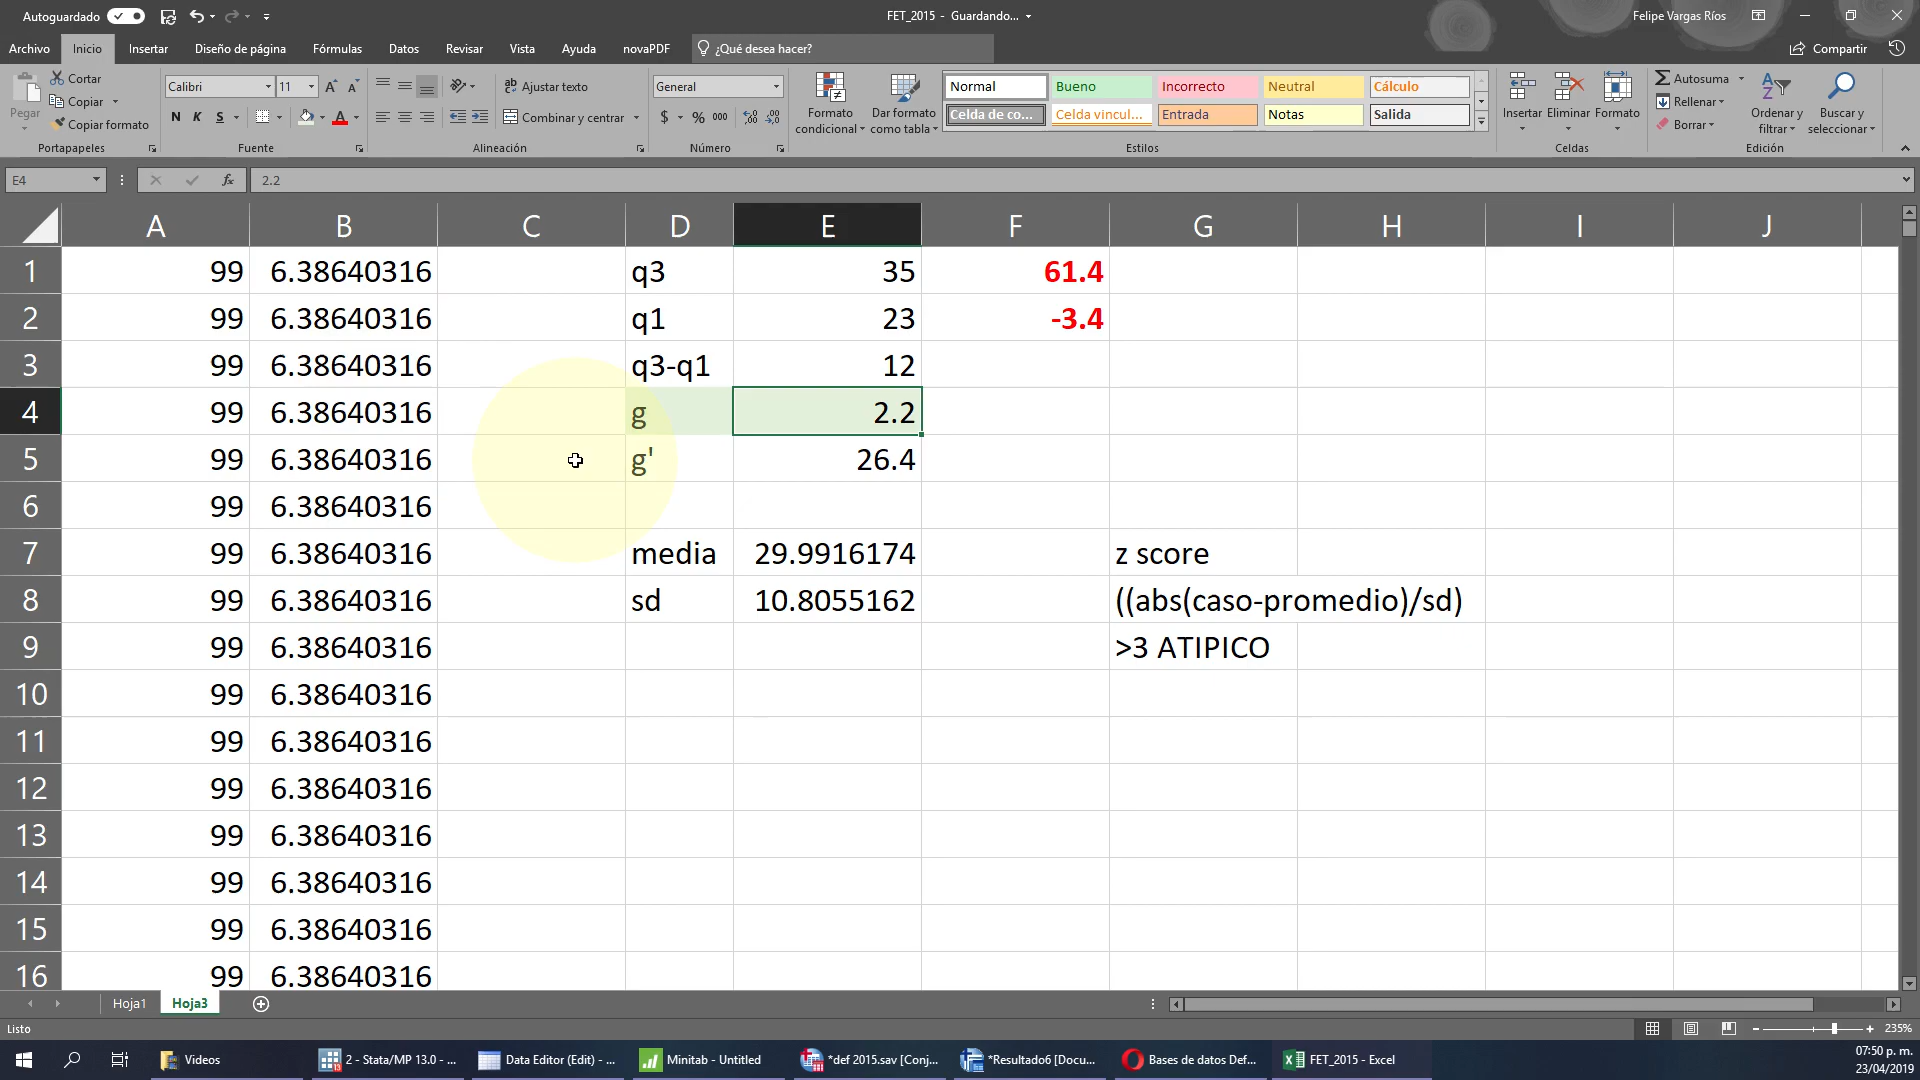 Autoguardado
FET_2015 - Guardando...
Felipe Vargas Ríos
Archivo Inicio Insertar Diseño de página Fórmulas Datos Revisar Vista Ayuda novaPDF ¿Qué desea hacer? Compartir
Pegar
Cortar
Copiar
Copiar formato
Portapapeles
Calibri 11
N K S
Fuente
Ajustar texto
Combinar y centrar
Alineación
General
$ % 000
Número
Formato condicional
Dar formato como tabla
Normal Bueno Incorrecto Neutral Cálculo
Celda de co... Celda vincul... Entrada Notas Salida
Estilos
Insertar Eliminar Formato
Celdas
Autosuma
Rellenar
Borrar
Ordenar y filtrar
Buscar y seleccionar
Edición
E4 fx 2.2
A B C D E F G H I J
1 99 6.38640316 q3 35 61.4
2 99 6.38640316 q1 23 -3.4
3 99 6.38640316 q3-q1 12
4 99 6.38640316 g 2.2
5 99 6.38640316 g' 26.4
6 99 6.38640316
7 99 6.38640316 media 29.9916174 z score
8 99 6.38640316 sd 10.8055162 ((abs(caso-promedio)/sd)
9 99 6.38640316 >3 ATIPICO
10 99 6.38640316
11 99 6.38640316
12 99 6.38640316
13 99 6.38640316
14 99 6.38640316
15 99 6.38640316
16 99 6.38640316
Hoja1 Hoja3
Listo 235%
Videos 2 - Stata/MP 13.0 - ... Data Editor (Edit) - ... Minitab - Untitled *def 2015.sav [Conj... *Resultado6 [Docu... Bases de datos Def... FET_2015 - Excel
07:50 p. m.
23/04/2019